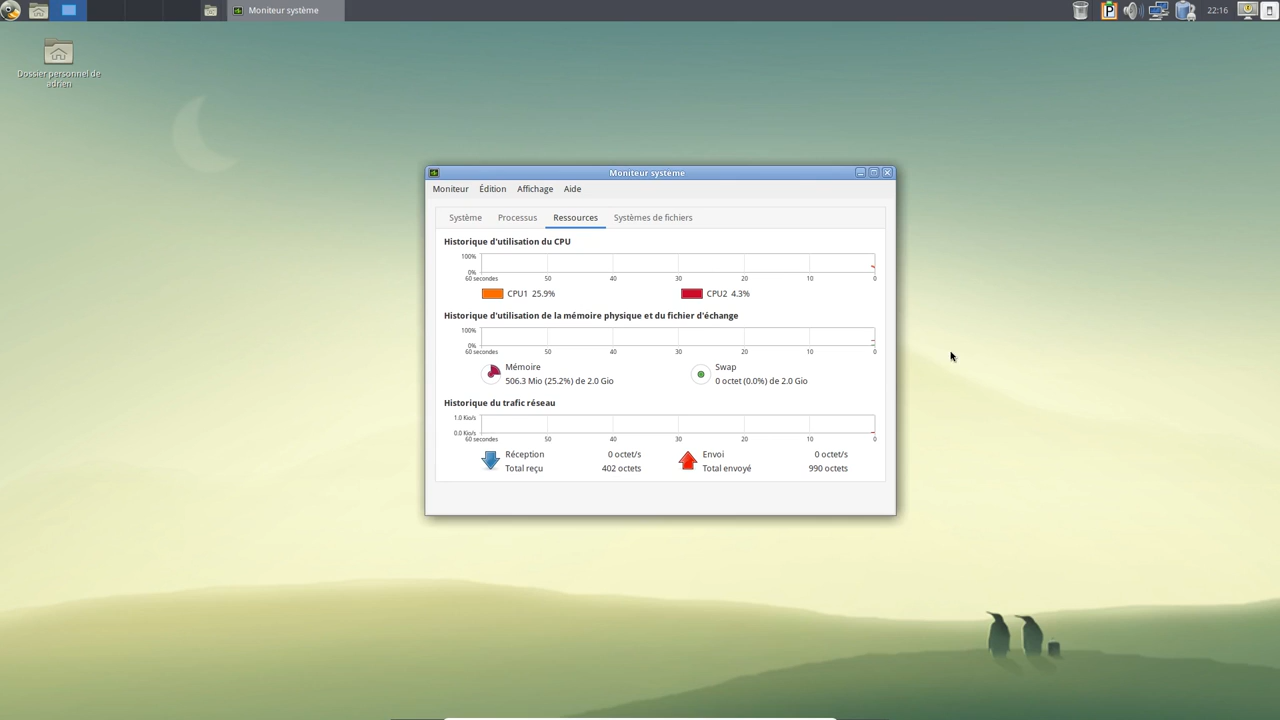 Moniteur système
22:16
Dossier personnel de
adrien
Moniteur système
Moniteur Édition Affichage Aide
Système Processus Ressources Systèmes de fichiers
Historique d'utilisation du CPU
100%
0%
60 secondes 50 40 30 20 10 0
CPU1 25.9% CPU2 4.3%
Historique d'utilisation de la mémoire physique et du fichier d'échange
100%
0%
60 secondes 50 40 30 20 10 0
Mémoire Swap
506.3 Mio (25.2%) de 2.0 Gio 0 octet (0.0%) de 2.0 Gio
Historique du trafic réseau
1.0 Kio/s
0.0 Kio/s
60 secondes 50 40 30 20 10 0
Réception 0 octet/s Envoi 0 octet/s
Total reçu 402 octets Total envoyé 990 octets